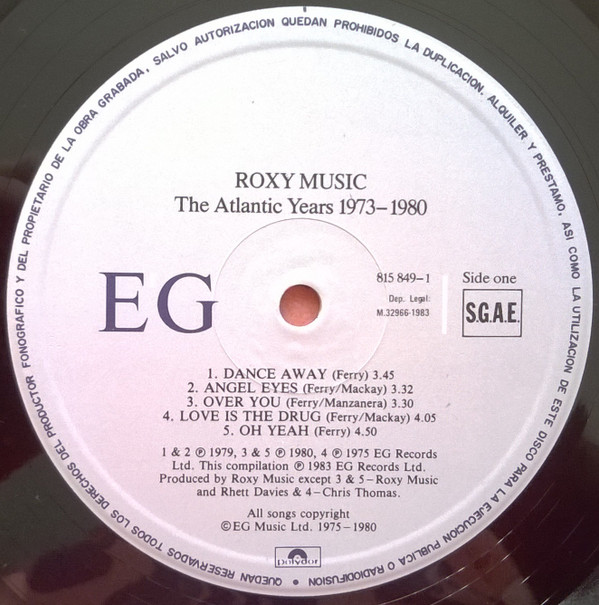 QUEDAN RESERVADOS TODOS LOS DERECHOS DEL PRODUCTOR FONOGRAFICO Y DEL PROPIETARIO DE LA OBRA GRABADA, SALVO AUTORIZACION QUEDAN PROHIBIDOS LA DUPLICACION. ALQUILER Y PRESTAMO, ASI COMO LA UTILIZACION DE ESTE DISCO PARA LA EJECUCION PUBLICA O RADIODIFUSION •
ROXY MUSIC
The Atlantic Years 1973–1980
EG
815 849–1
Dep. Legal:
M.32966-1983
Side one
S.G.A.E.
1. DANCE AWAY (Ferry) 3.45
2. ANGEL EYES (Ferry/Mackay) 3.32
3. OVER YOU (Ferry/Manzanera) 3.30
4. LOVE IS THE DRUG (Ferry/Mackay) 4.05
5. OH YEAH (Ferry) 4.50
1 & 2 ℗ 1979, 3 & 5 ℗ 1980, 4 ℗ 1975 EG Records
Ltd. This compilation ℗ 1983 EG Records Ltd.
Produced by Roxy Music except 3 & 5–Roxy Music
and Rhett Davies & 4–Chris Thomas.
All songs copyright
© EG Music Ltd. 1975–1980
polydor